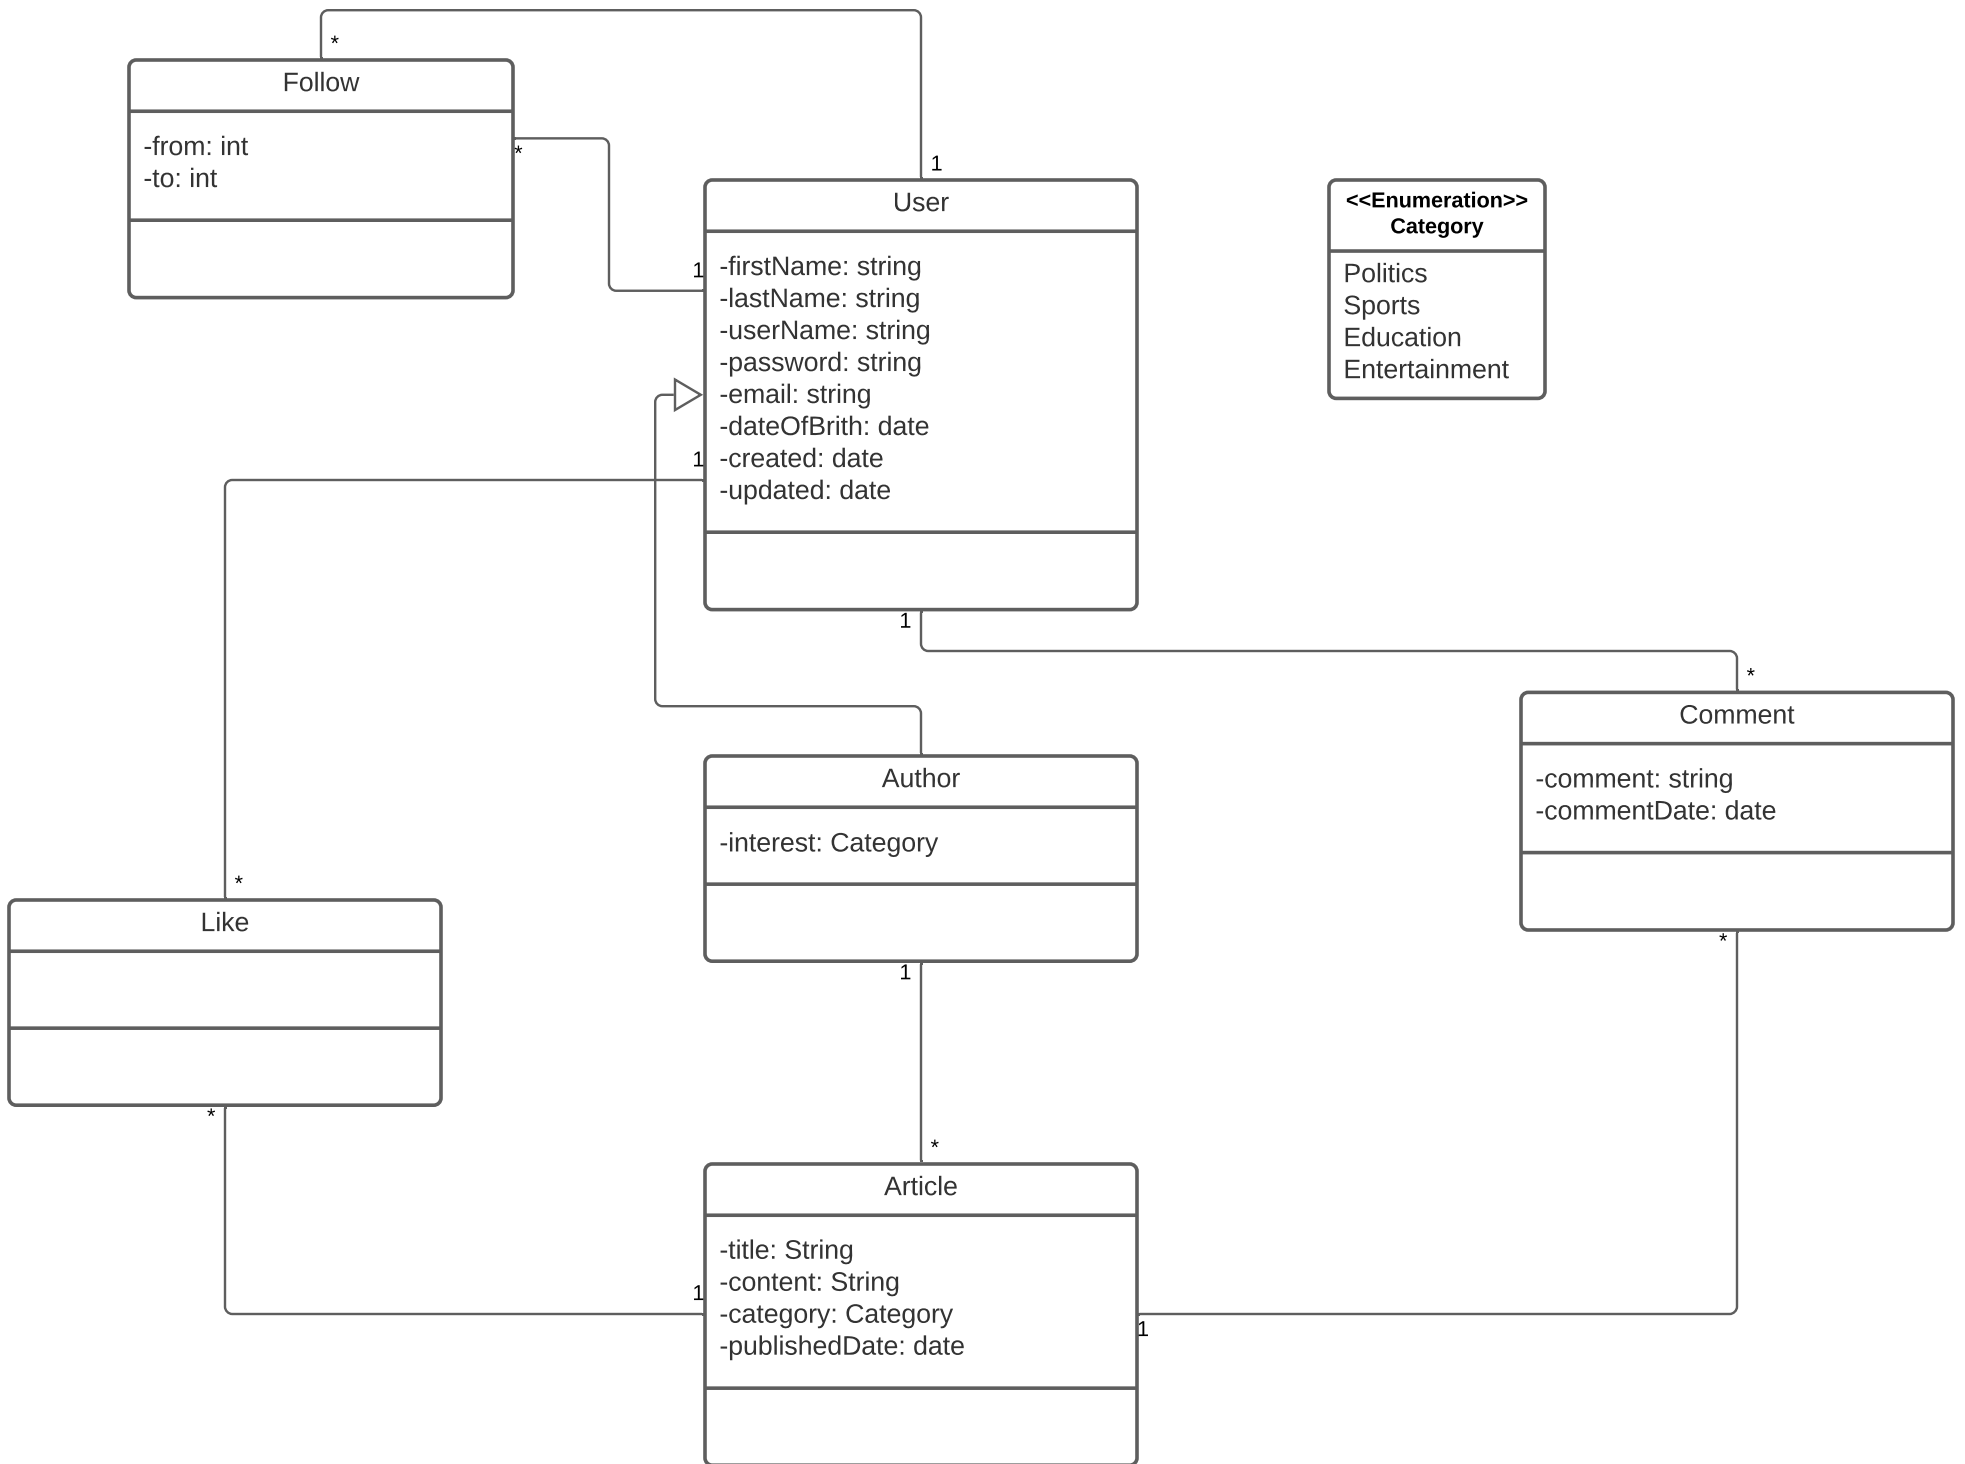 *
Follow
-from: int
-to: int
*
1
User
1
-firstName: string
-lastName: string
-userName: string
-password: string
-email: string
-dateOfBrith: date
-created: date
-updated: date
1
1
<<Enumeration>>
Category
Politics
Sports
Education
Entertainment
*
Comment
-comment: string
-commentDate: date
*
Author
-interest: Category
1
*
Like
*
*
Article
1
-title: String
-content: String
-category: Category
-publishedDate: date
1